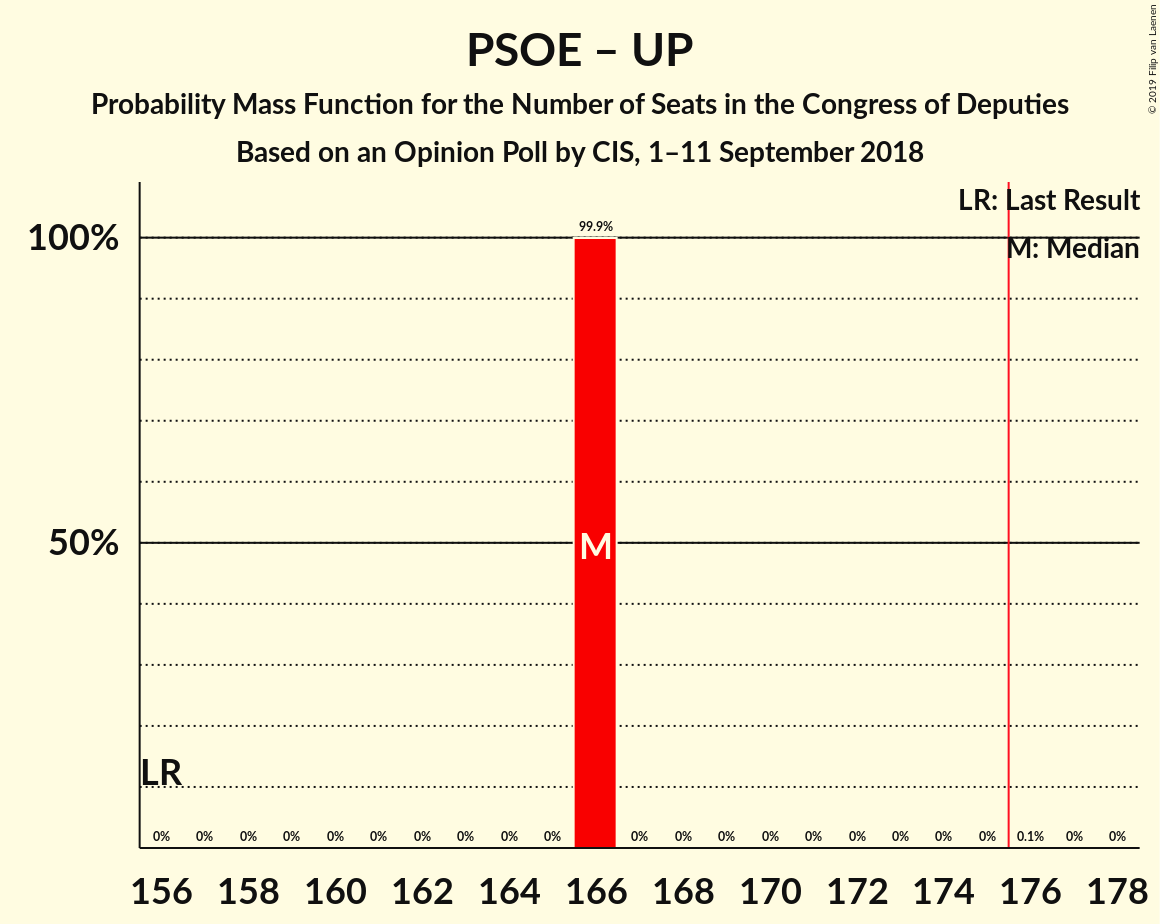 PSOE – UP
Probability Mass Function for the Number of Seats in the Congress of Deputies
Based on an Opinion Poll by CIS, 1–11 September 2018
© 2019 Filip van Laenen
LR: Last Result
M: Median
100%
50%
99.9%
M
LR
0% 0% 0% 0% 0% 0% 0% 0% 0% 0% 0% 0% 0% 0% 0% 0% 0% 0% 0% 0.1% 0% 0%
156 158 160 162 164 166 168 170 172 174 176 178